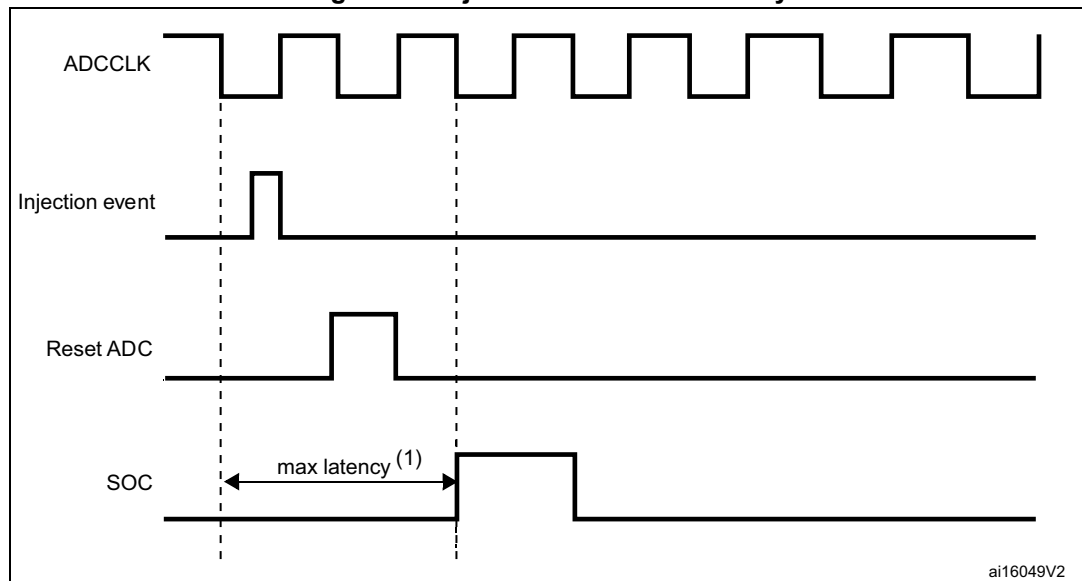 ADCCLK
Injection event
Reset ADC
max latency (1)
SOC
ai16049V2